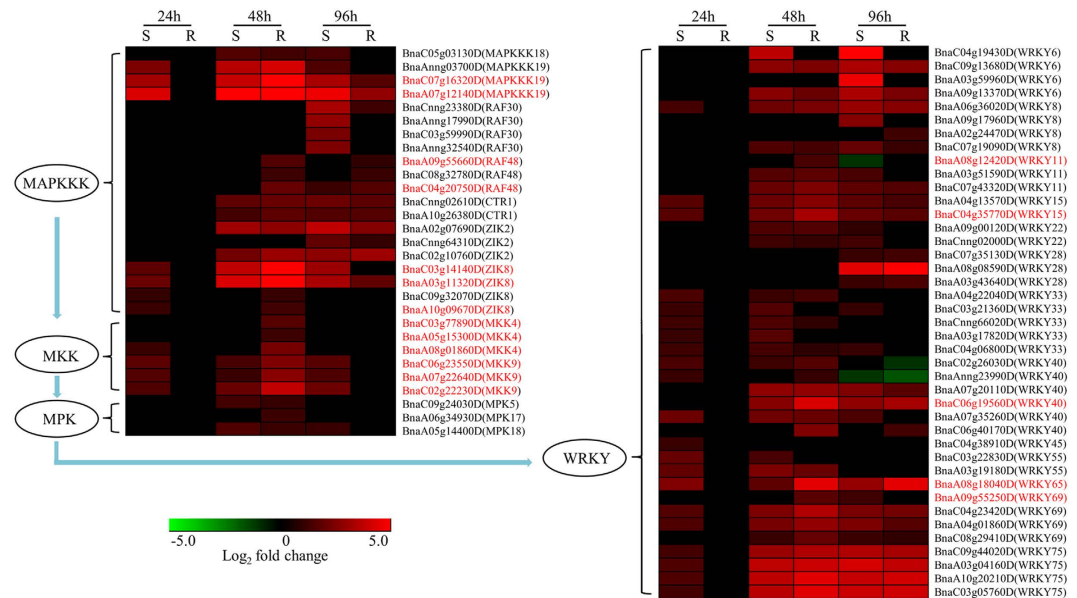 24h 48h 96h
S R S R S R
BnaC05g03130D(MAPKKK18)
BnaAnng03700D(MAPKKK19)
BnaC07g16320D(MAPKKK19)
BnaA07g12140D(MAPKKK19)
BnaCnng23380D(RAF30)
BnaAnng17990D(RAF30)
BnaC03g59990D(RAF30)
BnaAnng32540D(RAF30)
BnaA09g55660D(RAF48)
BnaC08g32780D(RAF48)
BnaC04g20750D(RAF48)
BnaCnng02610D(CTR1)
BnaA10g26380D(CTR1)
BnaA02g07690D(ZIK2)
BnaCnng64310D(ZIK2)
BnaC02g10760D(ZIK2)
BnaC03g14140D(ZIK8)
BnaA03g11320D(ZIK8)
BnaC09g32070D(ZIK8)
BnaA10g09670D(ZIK8)
BnaC03g77890D(MKK4)
BnaA05g15300D(MKK4)
BnaA08g01860D(MKK4)
BnaC06g23550D(MKK9)
BnaA07g22640D(MKK9)
BnaC02g22230D(MKK9)
BnaC09g24030D(MPK5)
BnaA06g34930D(MPK17)
BnaA05g14400D(MPK18)
MAPKKK
MKK
MPK
-5.0 0 5.0
Log2 fold change
24h 48h 96h
S R S R S R
WRKY
BnaC04g19430D(WRKY6)
BnaC09g13680D(WRKY6)
BnaA03g59960D(WRKY6)
BnaA09g13370D(WRKY6)
BnaA06g36020D(WRKY8)
BnaA09g17960D(WRKY8)
BnaA02g24470D(WRKY8)
BnaC07g19090D(WRKY8)
BnaA08g12420D(WRKY11)
BnaA03g51590D(WRKY11)
BnaC07g43320D(WRKY11)
BnaA04g13570D(WRKY15)
BnaC04g35770D(WRKY15)
BnaA09g00120D(WRKY22)
BnaCnng02000D(WRKY22)
BnaC07g35130D(WRKY28)
BnaA08g08590D(WRKY28)
BnaA03g43640D(WRKY28)
BnaA04g22040D(WRKY33)
BnaC03g21360D(WRKY33)
BnaCnng66020D(WRKY33)
BnaA03g17820D(WRKY33)
BnaC04g06800D(WRKY33)
BnaC02g26030D(WRKY40)
BnaAnng23990D(WRKY40)
BnaA07g20110D(WRKY40)
BnaC06g19560D(WRKY40)
BnaA07g35260D(WRKY40)
BnaC06g40170D(WRKY40)
BnaC04g38910D(WRKY45)
BnaC03g22830D(WRKY55)
BnaA03g19180D(WRKY55)
BnaA08g18040D(WRKY65)
BnaA09g55250D(WRKY69)
BnaC04g23420D(WRKY69)
BnaA04g01860D(WRKY69)
BnaC08g29410D(WRKY69)
BnaC09g44020D(WRKY75)
BnaA03g04160D(WRKY75)
BnaA10g20210D(WRKY75)
BnaC03g05760D(WRKY75)